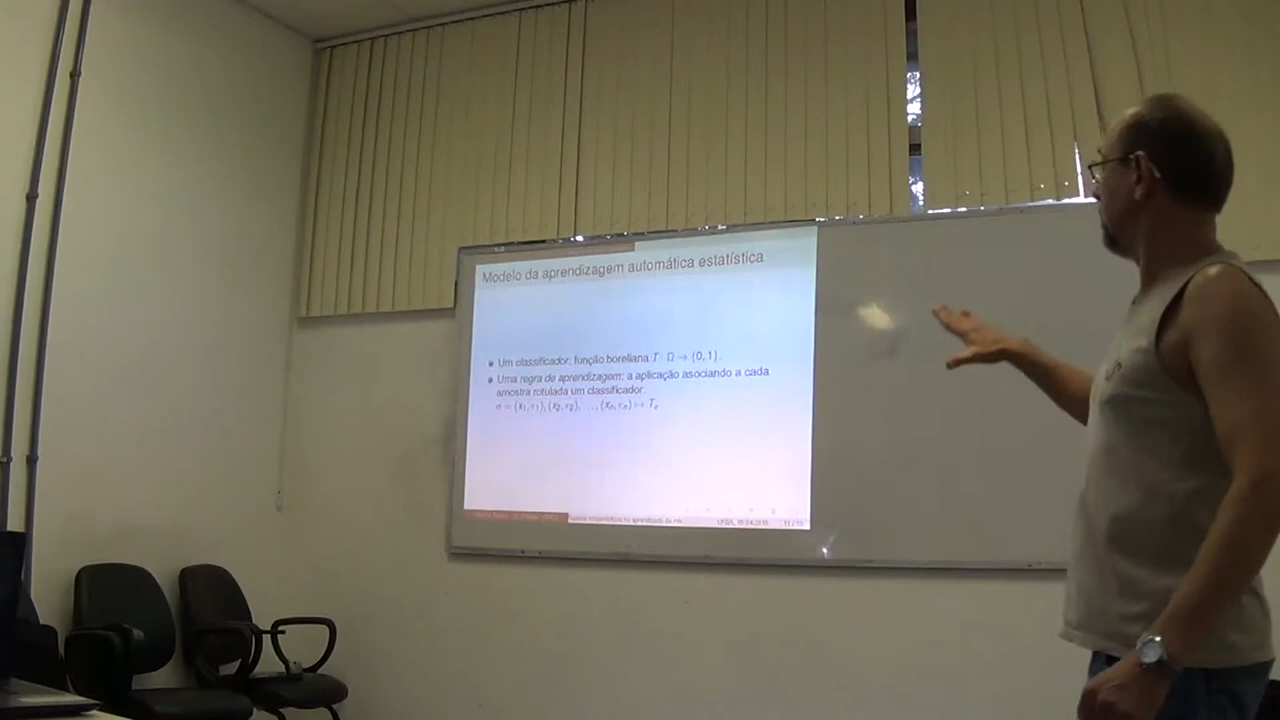 Modelo da aprendizagem automática estatística
Um classificador: função boreliana T : Ω → {0, 1}.
Uma regra de aprendizagem: a aplicação asociando a cada
amostra rotulada um classificador:
σ = (x₁, ε₁), (x₂, ε₂), …, (xₙ, εₙ) ↦ T_σ